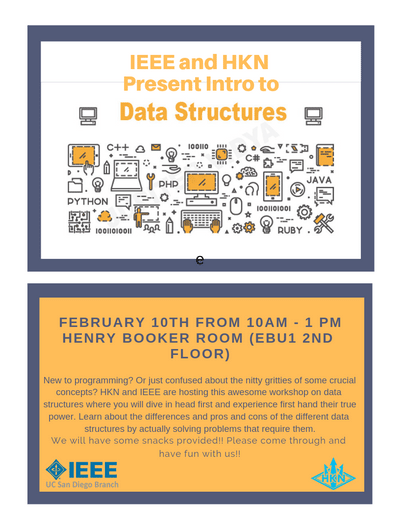 IEEE and HKN
Present Intro to
Data Structures
C++
100110
C#
PHP
JAVA
PYTHON
1001101001
1001101001
RUBY
e
FEBRUARY 10TH FROM 10AM - 1 PM
HENRY BOOKER ROOM (EBU1 2ND
FLOOR)
New to programming? Or just confused about the nitty gritties of some crucial
concepts? HKN and IEEE are hosting this awesome workshop on data
structures where you will dive in head first and experience first hand their true
power. Learn about the differences and pros and cons of the different data
structures by actually solving problems that require them.
We will have some snacks provided!! Please come through and
have fun with us!!
IEEE
UC San Diego Branch
HKN